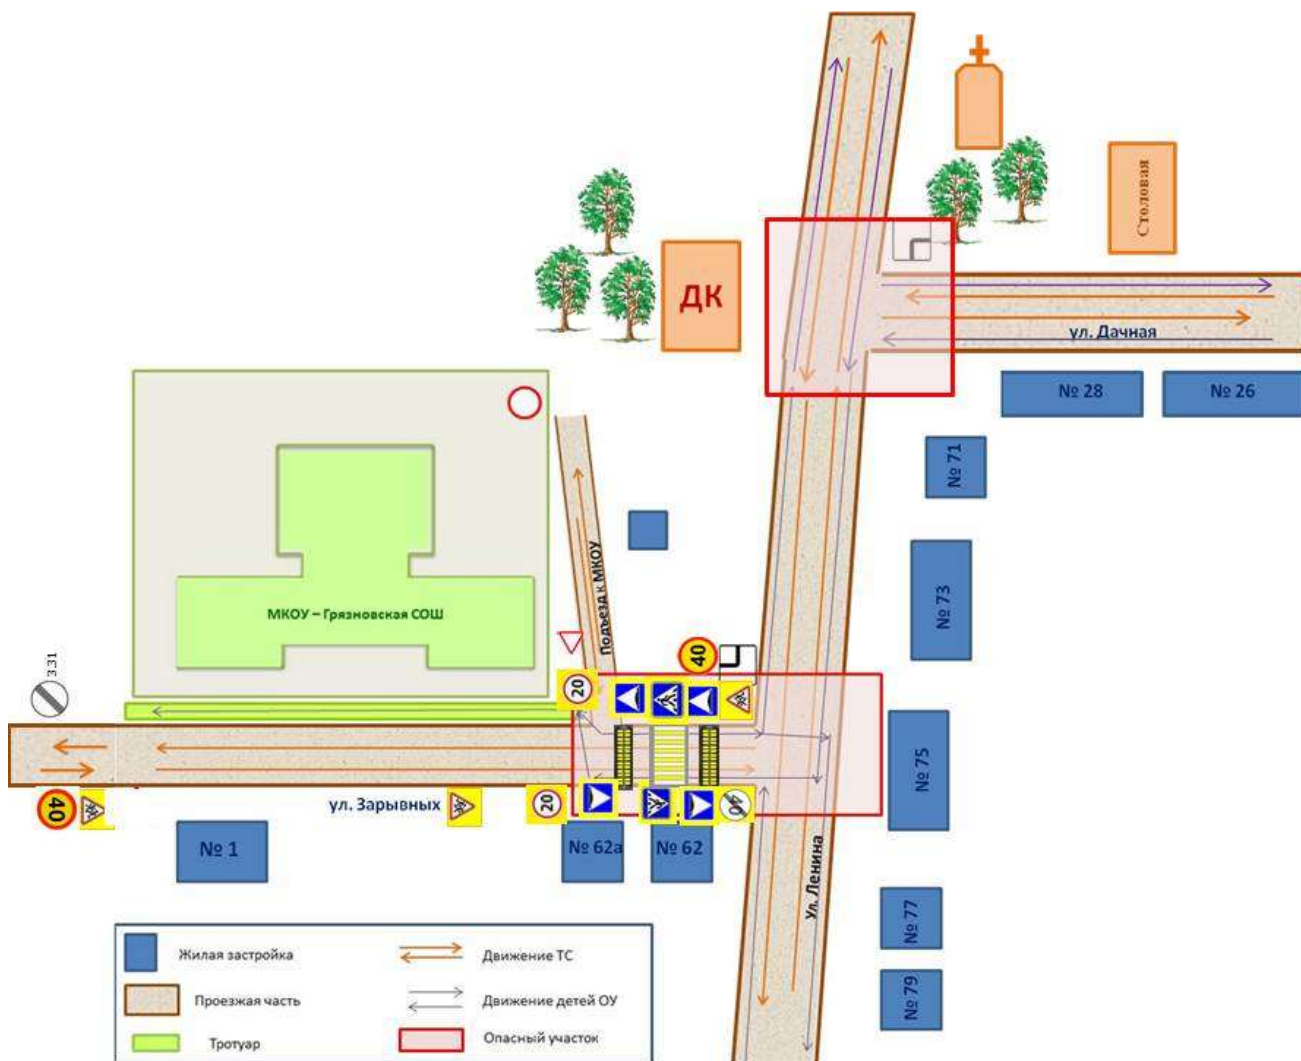 Столовая
ДК
ул. Дачная
№ 28
№ 26
№ 71
№ 73
Подъезд к МКОУ
МКОУ – Грязновская СОШ
3.31
40
20
№ 75
ул. Зарывных
40
20
40
№ 1
№ 62а
№ 62
Ул. Ленина
№ 77
№ 79
Жилая застройка
Движение ТС
Проезжая часть
Движение детей ОУ
Тротуар
Опасный участок